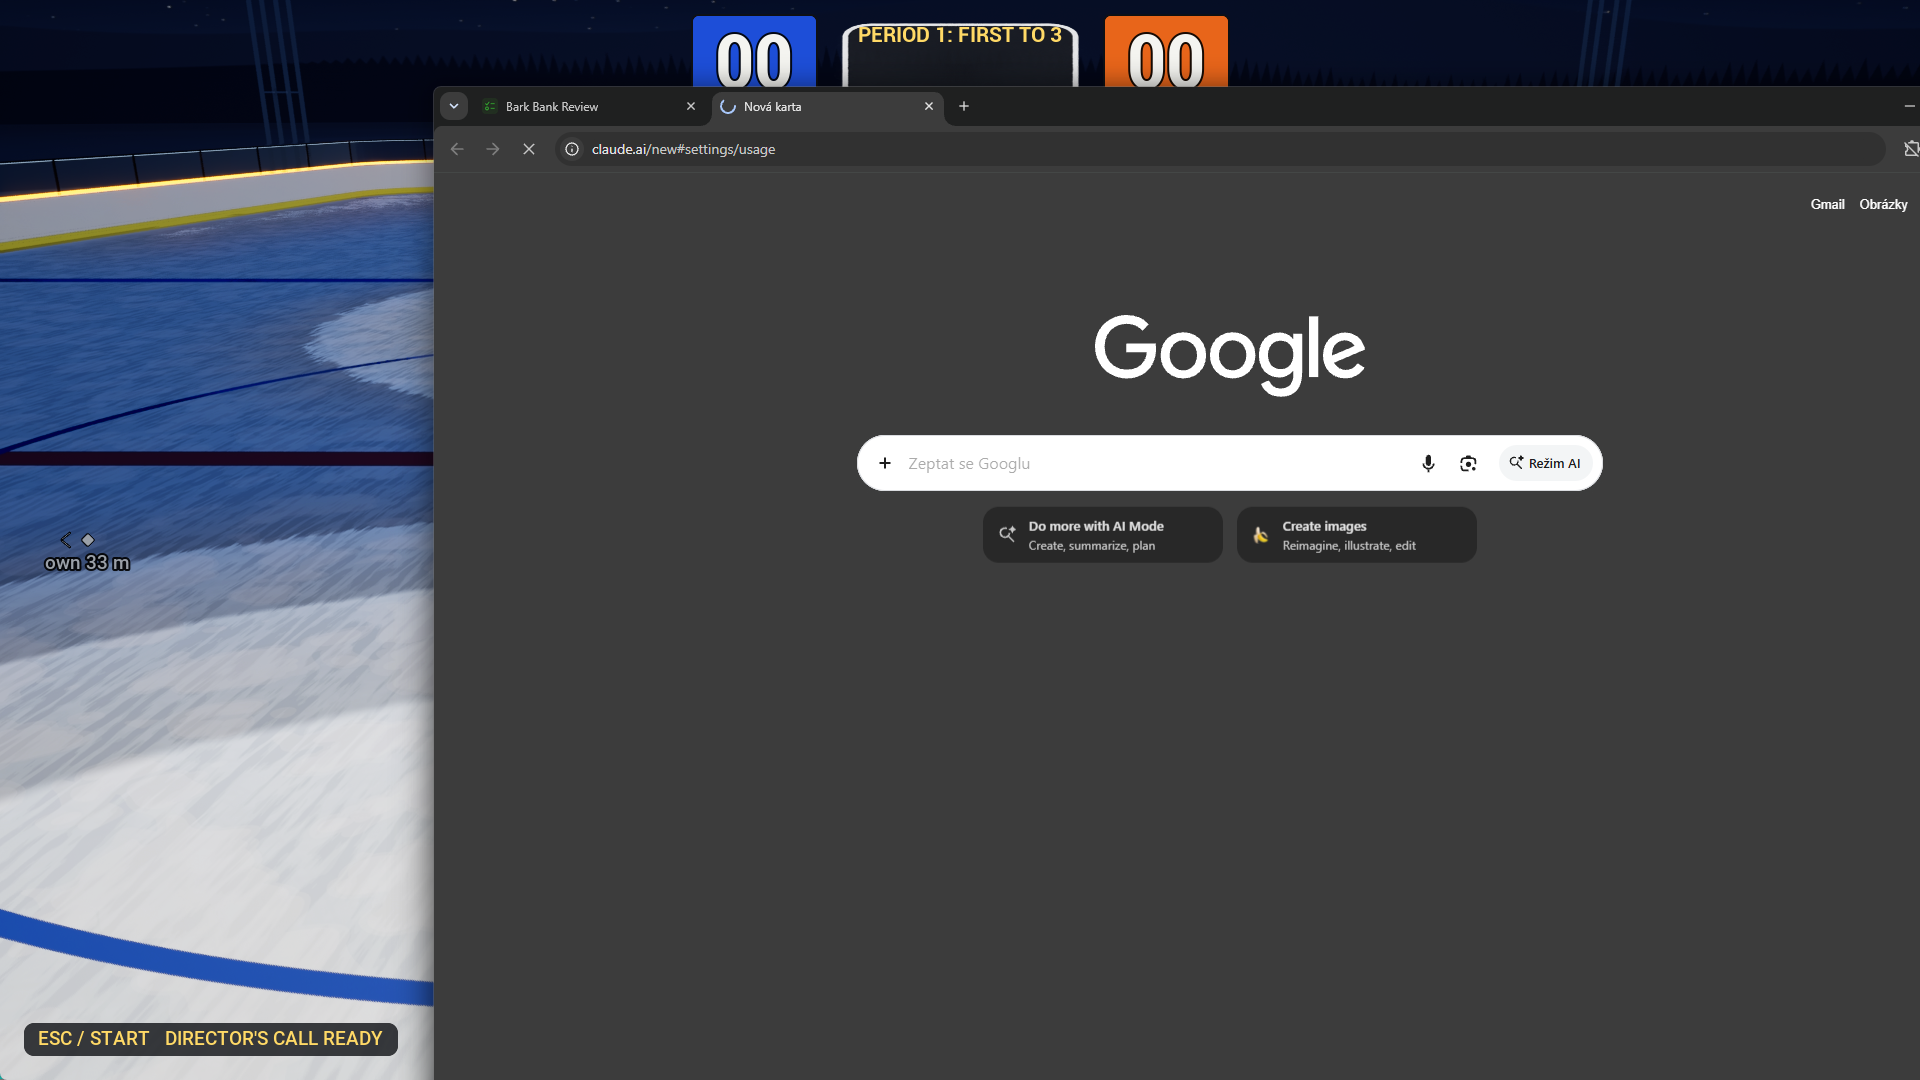 00
PERIOD 1: FIRST TO 3
00
Bark Bank Review
Nová karta
claude.ai/new#settings/usage
Gmail
Obrázky
Google
Zeptat se Googlu
Režim AI
Do more with AI Mode
Create, summarize, plan
Create images
Reimagine, illustrate, edit
own 33 m
ESC / START DIRECTOR'S CALL READY